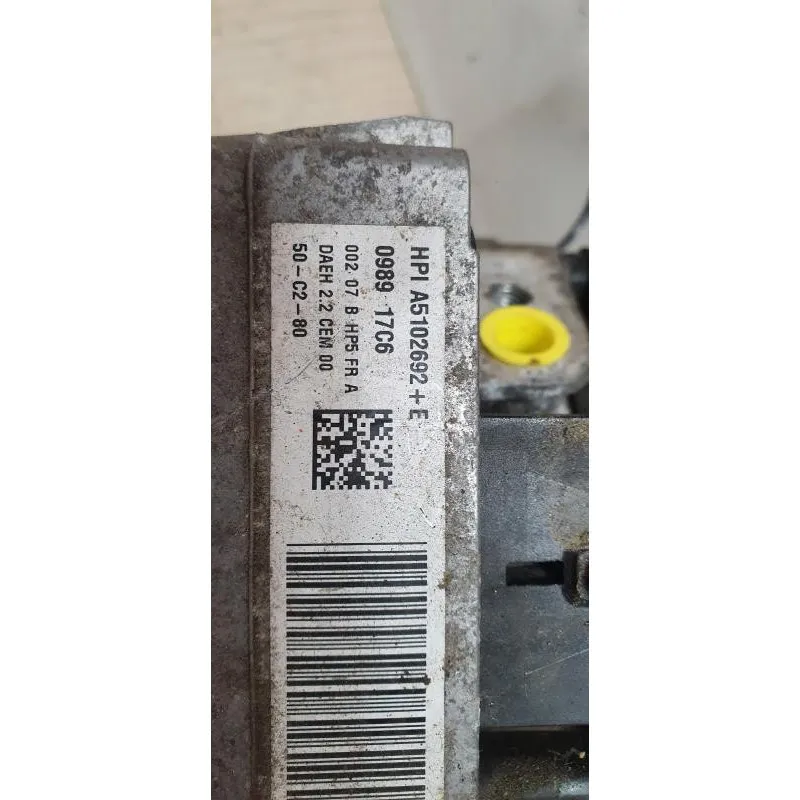 HPI A5102692+E
0989 17C6
002 07 B HP5 FR A
DAEH 2.2 CEM 00
50-C2-80